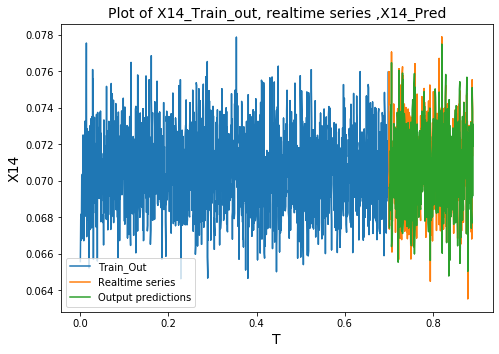 Plot of X14_Train_out, realtime series ,X14_Pred
0.078
0.076
0.074
0.072
0.070
0.068
0.066
0.064
X14
Train_Out
Realtime series
Output predictions
0.0
0.2
0.4
0.6
0.8
T